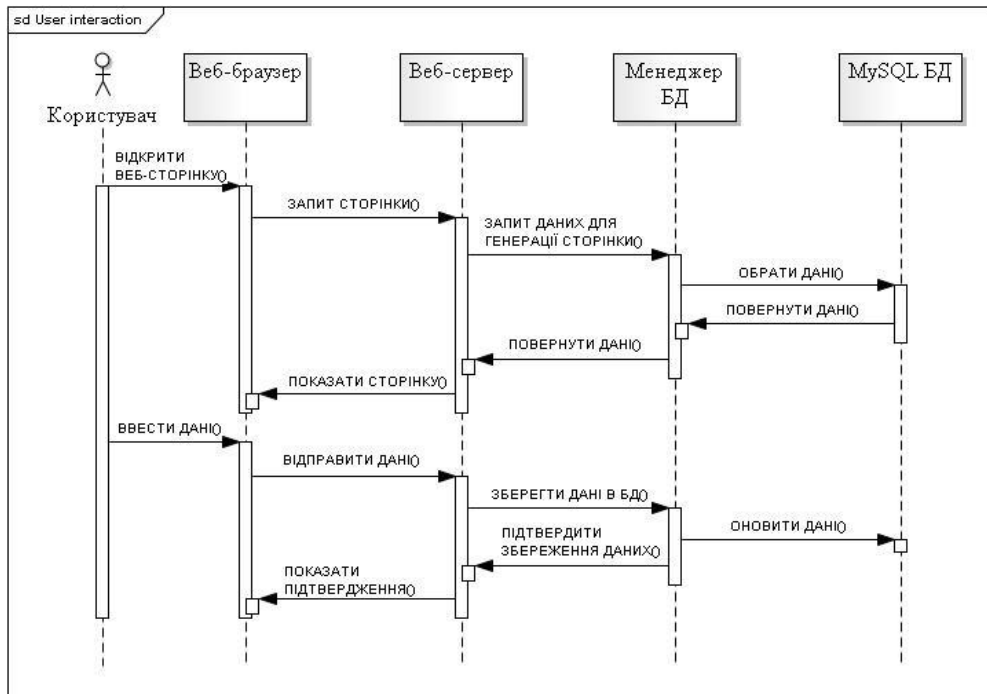 sd User interaction
Користувач
Веб-браузер
Веб-сервер
Менеджер
БД
MySQL БД
ВІДКРИТИ
ВЕБ-СТОРІНКУ()
ЗАПИТ СТОРІНКИ()
ЗАПИТ ДАНИХ ДЛЯ
ГЕНЕРАЦІЇ СТОРІНКИ()
ОБРАТИ ДАНІ()
ПОВЕРНУТИ ДАНІ()
ПОВЕРНУТИ ДАНІ()
ПОКАЗАТИ СТОРІНКУ()
ВВЕСТИ ДАНІ()
ВІДПРАВИТИ ДАНІ()
ЗБЕРЕГТИ ДАНІ В БД()
ОНОВИТИ ДАНІ()
ПІДТВЕРДИТИ
ЗБЕРЕЖЕННЯ ДАНИХ()
ПОКАЗАТИ
ПІДТВЕРДЖЕННЯ()